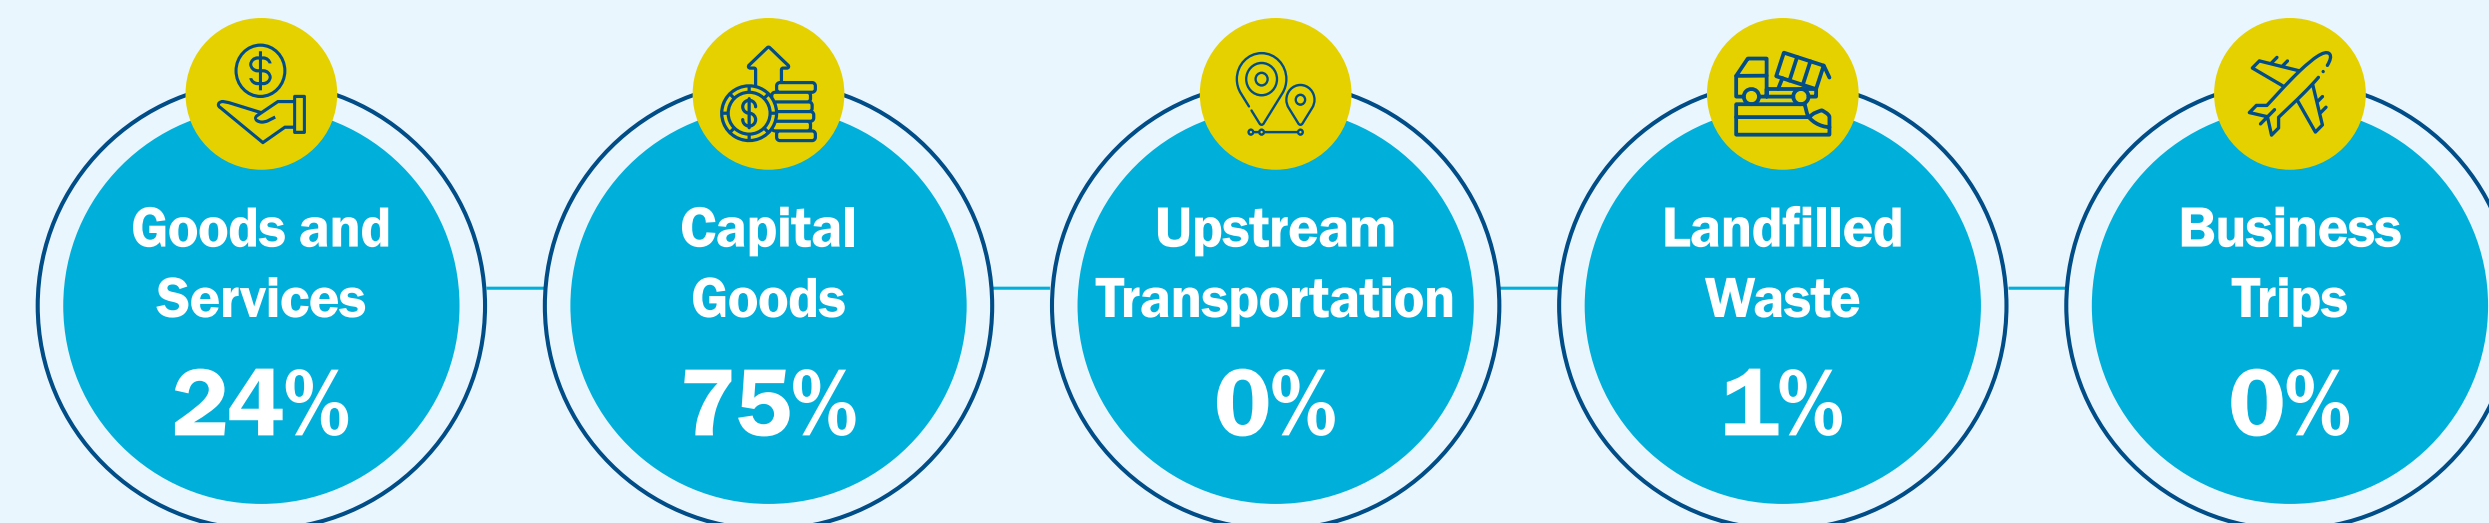 Goods and
Services
24%
Capital
Goods
75%
Upstream
Transportation
0%
Landfilled
Waste
1%
Business
Trips
0%